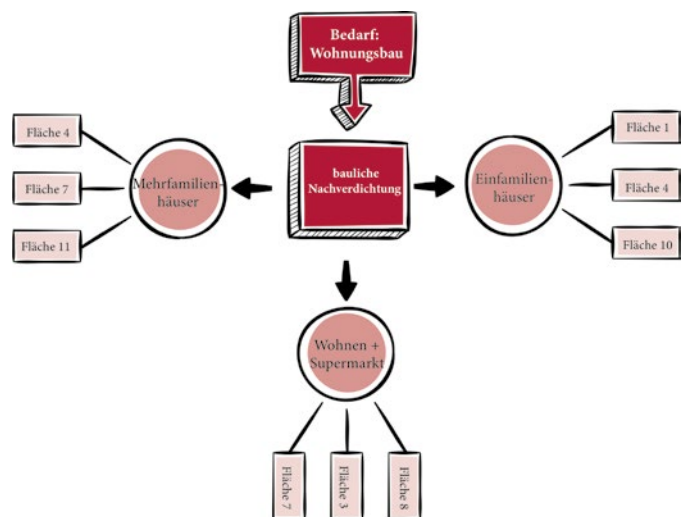 Bedarf:
Wohnungsbau
Fläche 4
Fläche 7
Fläche 11
Mehrfamilien-
häuser
bauliche
Nachverdichtung
Einfamilien-
häuser
Fläche 1
Fläche 4
Fläche 10
Wohnen +
Supermarkt
Fläche 7
Fläche 3
Fläche 8